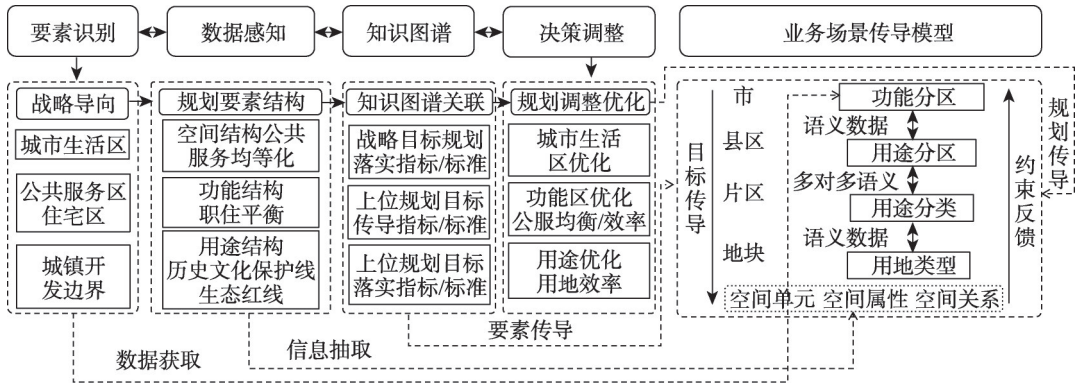 要素识别
数据感知
知识图谱
决策调整
业务场景传导模型
战略导向
城市生活区
公共服务区
住宅区
城镇开
发边界
规划要素结构
空间结构公共
服务均等化
功能结构
职住平衡
用途结构
历史文化保护线
生态红线
知识图谱关联
战略目标规划
落实指标/标准
上位规划目标
传导指标/标准
上位规划目标
落实指标/标准
规划调整优化
城市生活
区优化
功能区优化
公服均衡/效率
用途优化
用地效率
目标传导
市
县区
片区
地块
功能分区
语义数据
用途分区
多对多语义
用途分类
语义数据
用地类型
空间单元 空间属性 空间关系
约束反馈
规划传导
要素传导
信息抽取
数据获取